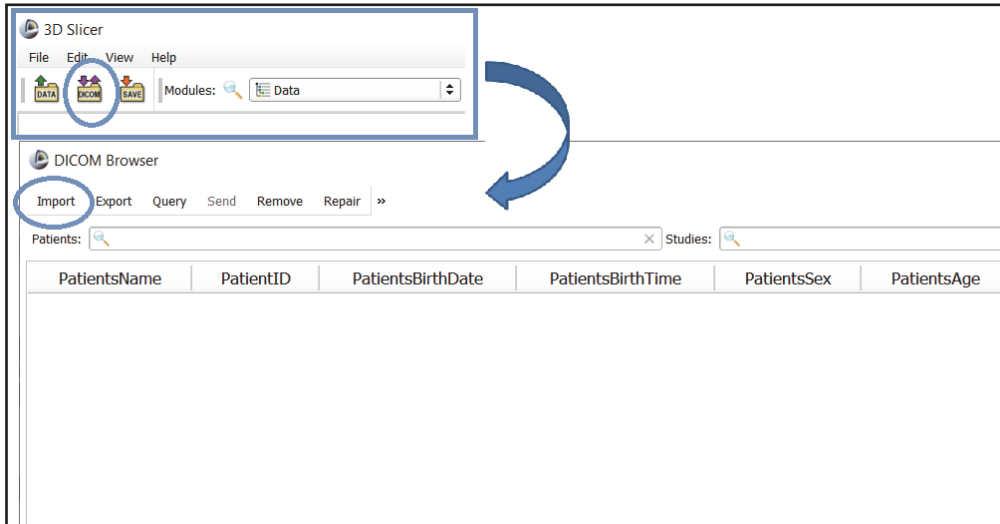 3D Slicer
File Edit View Help
DATA DICOM SAVE Modules: Data
DICOM Browser
Import Export Query Send Remove Repair »
Patients: Studies:
PatientsName PatientID PatientsBirthDate PatientsBirthTime PatientsSex PatientsAge